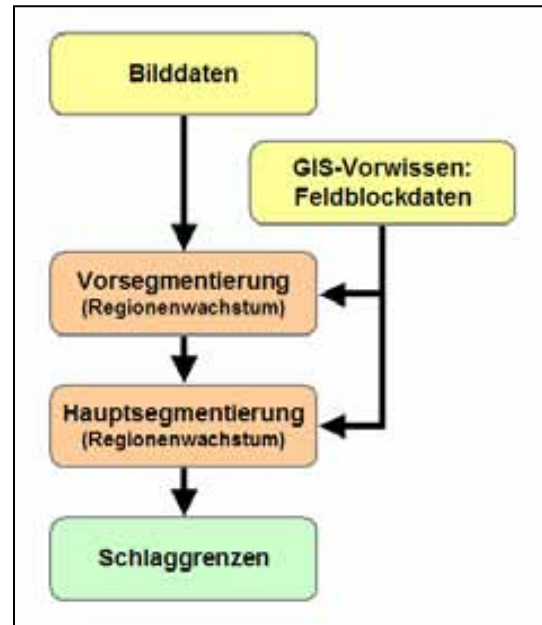 Bilddaten
GIS-Vorwissen:
Feldblockdaten
Vorsegmentierung
(Regionenwachstum)
Hauptsegmentierung
(Regionenwachstum)
Schlaggrenzen